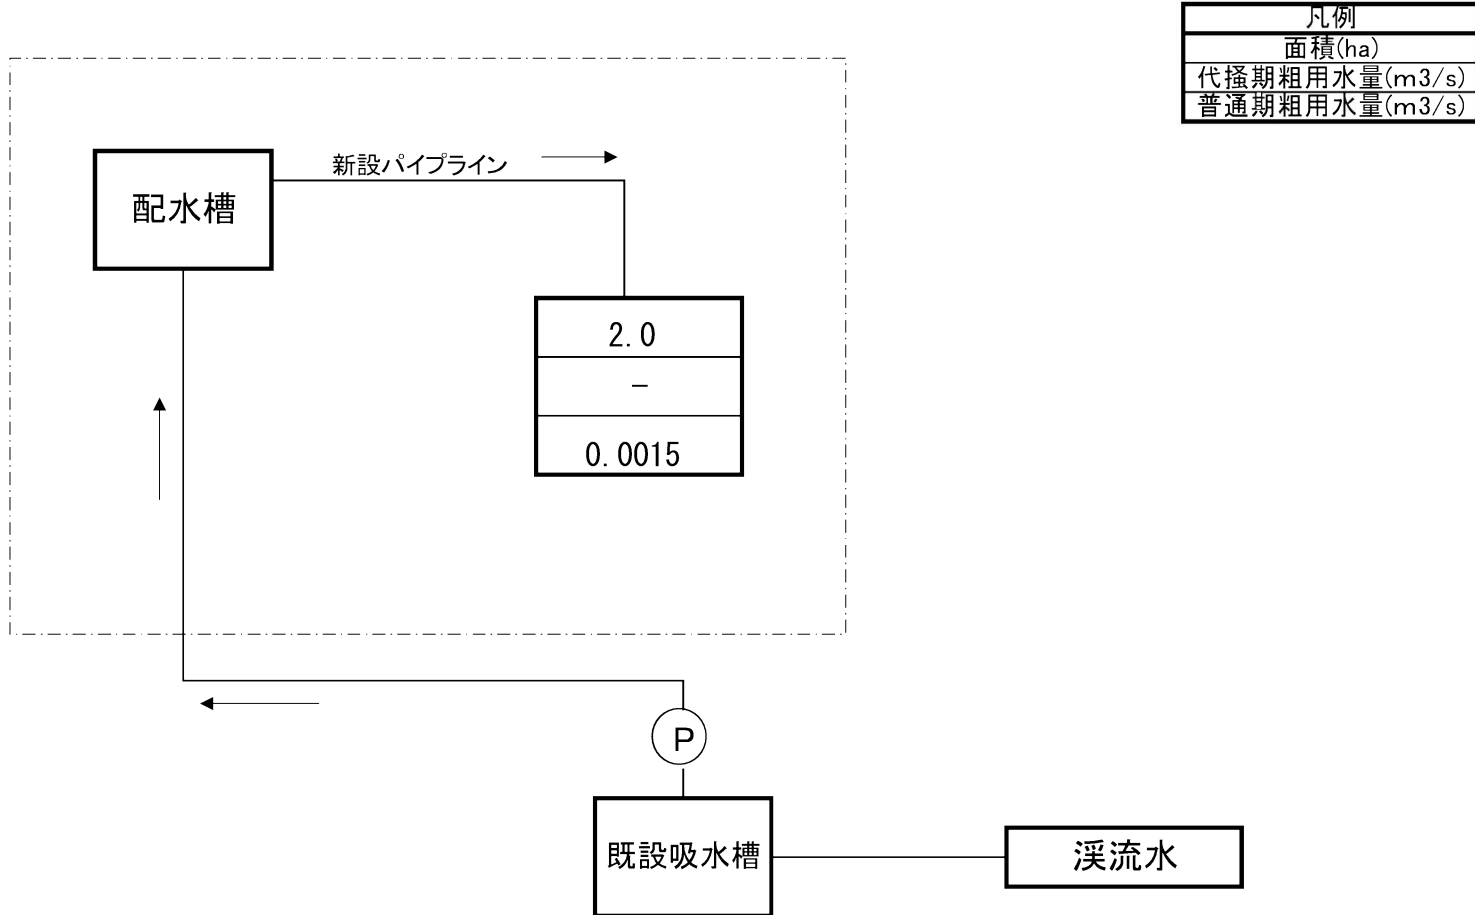 凡例
面積(ha)
代掻期粗用水量(m3/s)
普通期粗用水量(m3/s)
新設パイプライン
配水槽
2.0
-
0.0015
P
既設吸水槽
渓流水